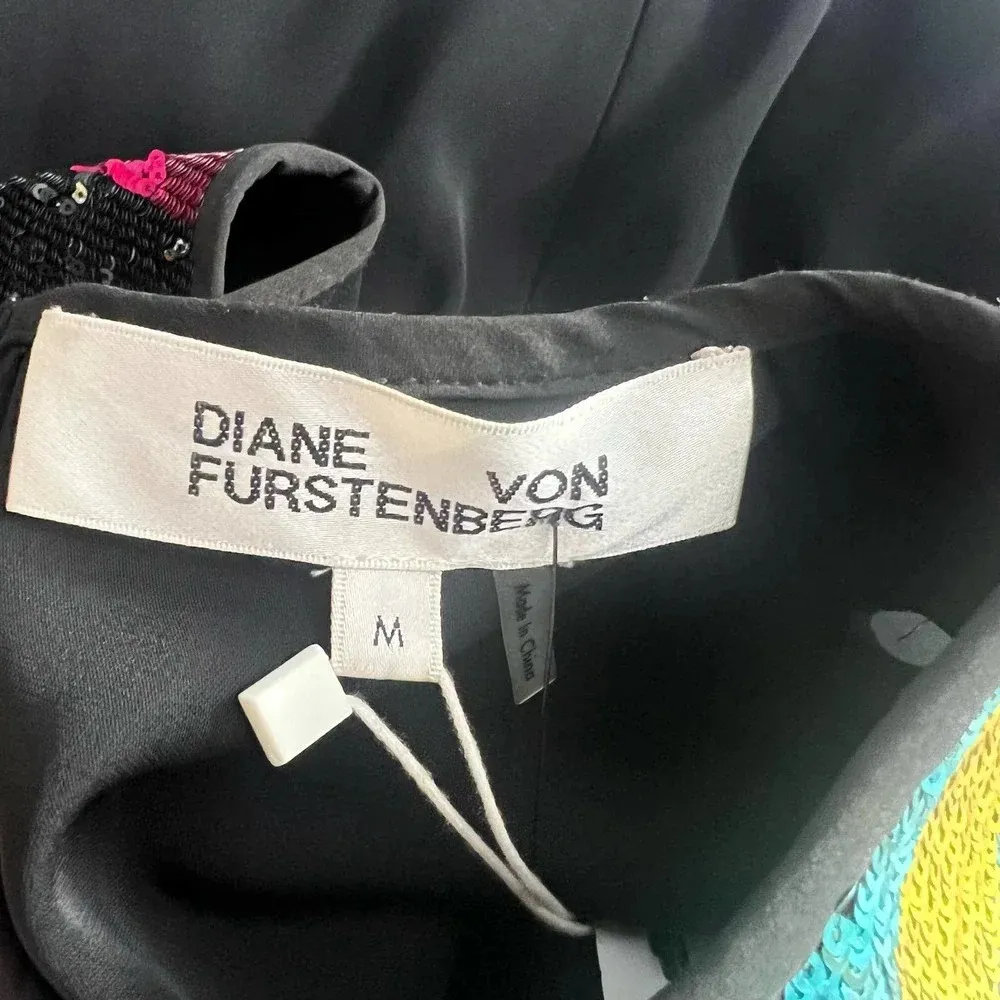 DIANE
VON
FURSTENBERG
M
Made In China